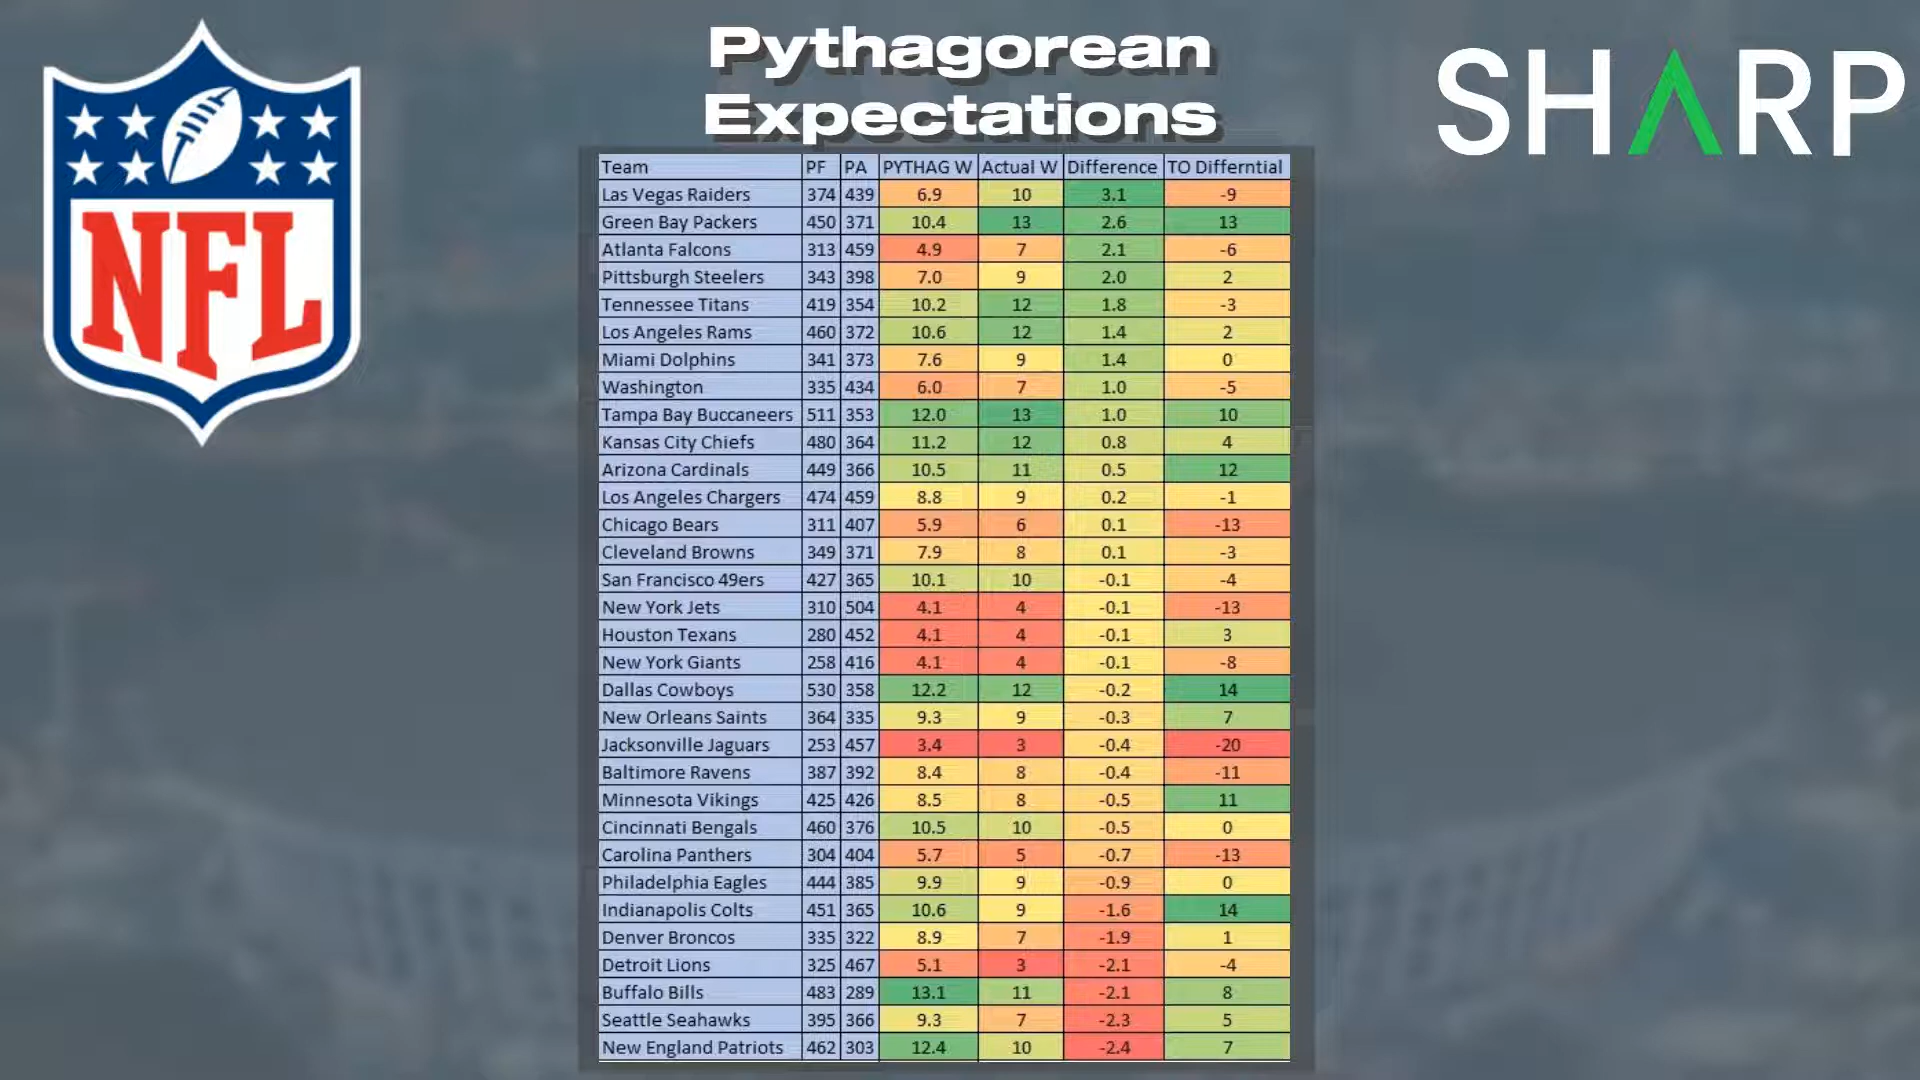 Pythagorean
Expectations
NFL
SHARP
Team PF PA PYTHAG W Actual W Difference TO Differntial
Las Vegas Raiders 374 439 6.9 10 3.1 -9
Green Bay Packers 450 371 10.4 13 2.6 13
Atlanta Falcons 313 459 4.9 7 2.1 -6
Pittsburgh Steelers 343 398 7.0 9 2.0 2
Tennessee Titans 419 354 10.2 12 1.8 -3
Los Angeles Rams 460 372 10.6 12 1.4 2
Miami Dolphins 341 373 7.6 9 1.4 0
Washington 335 434 6.0 7 1.0 -5
Tampa Bay Buccaneers 511 353 12.0 13 1.0 10
Kansas City Chiefs 480 364 11.2 12 0.8 4
Arizona Cardinals 449 366 10.5 11 0.5 12
Los Angeles Chargers 474 459 8.8 9 0.2 -1
Chicago Bears 311 407 5.9 6 0.1 -13
Cleveland Browns 349 371 7.9 8 0.1 -3
San Francisco 49ers 427 365 10.1 10 -0.1 -4
New York Jets 310 504 4.1 4 -0.1 -13
Houston Texans 280 452 4.1 4 -0.1 3
New York Giants 258 416 4.1 4 -0.1 -8
Dallas Cowboys 530 358 12.2 12 -0.2 14
New Orleans Saints 364 335 9.3 9 -0.3 7
Jacksonville Jaguars 253 457 3.4 3 -0.4 -20
Baltimore Ravens 387 392 8.4 8 -0.4 -11
Minnesota Vikings 425 426 8.5 8 -0.5 11
Cincinnati Bengals 460 376 10.5 10 -0.5 0
Carolina Panthers 304 404 5.7 5 -0.7 -13
Philadelphia Eagles 444 385 9.9 9 -0.9 0
Indianapolis Colts 451 365 10.6 9 -1.6 14
Denver Broncos 335 322 8.9 7 -1.9 1
Detroit Lions 325 467 5.1 3 -2.1 -4
Buffalo Bills 483 289 13.1 11 -2.1 8
Seattle Seahawks 395 366 9.3 7 -2.3 5
New England Patriots 462 303 12.4 10 -2.4 7